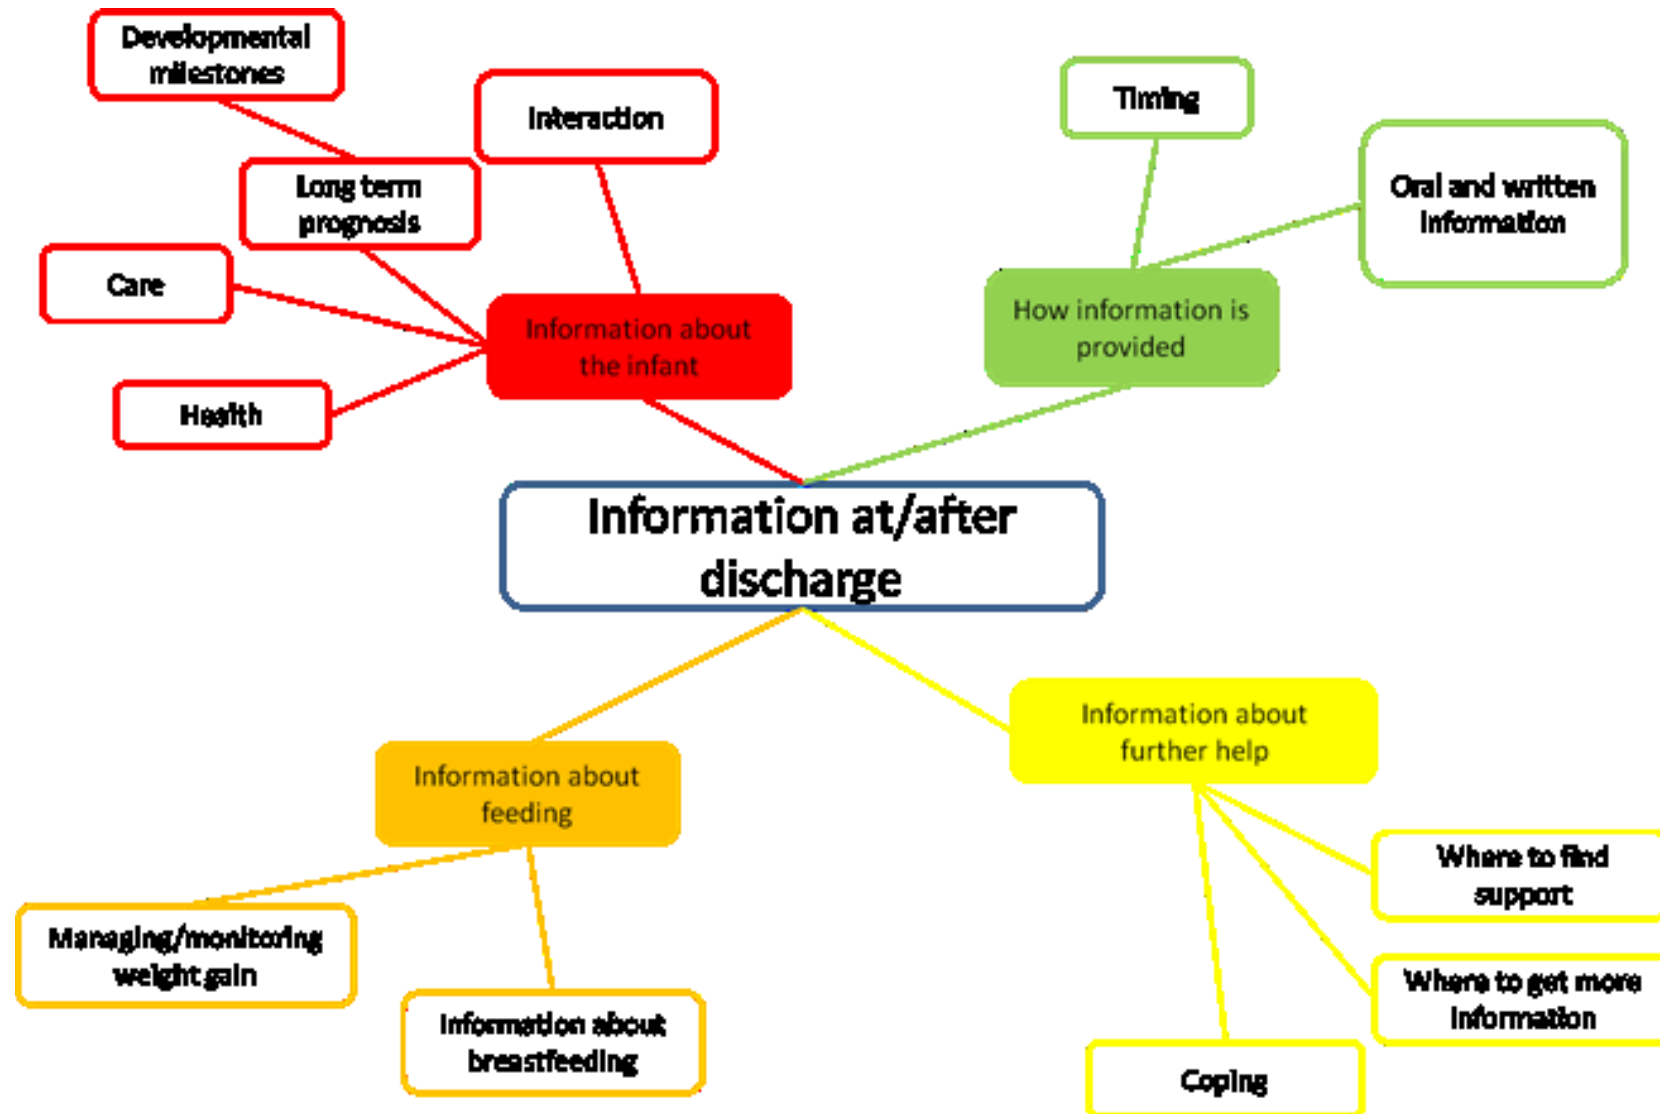 Developmental
milestones
Interaction
Timing
Long term
prognosis
Oral and written
information
Care
Information about
the infant
How information is
provided
Health
Information at/after
discharge
Information about
further help
Information about
feeding
Where to find
support
Managing/monitoring
weight gain
Where to get more
information
Information about
breastfeeding
Coping